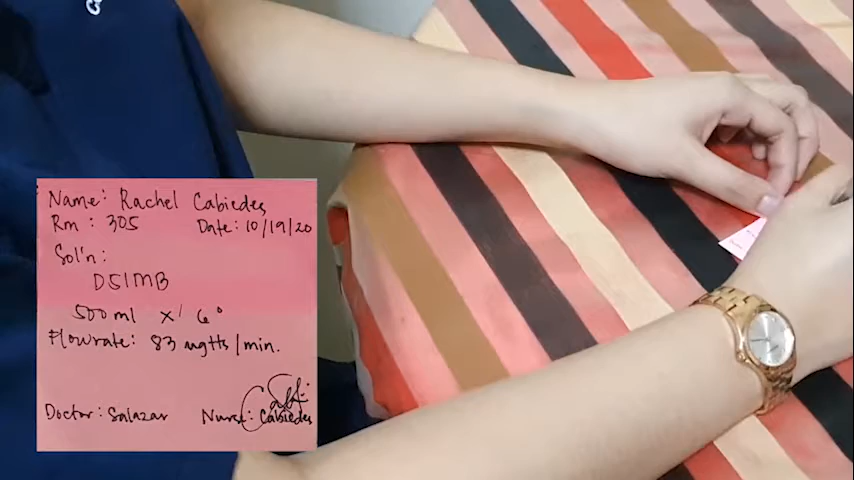 Name: Rachel Cabiedes
Rm : 305 Date: 10/19/20
Sol'n:
D5IMB
500 ml x 6°
Flowrate: 83 ugtts/min.
Doctor: Salazar Nurse: Cabiedes